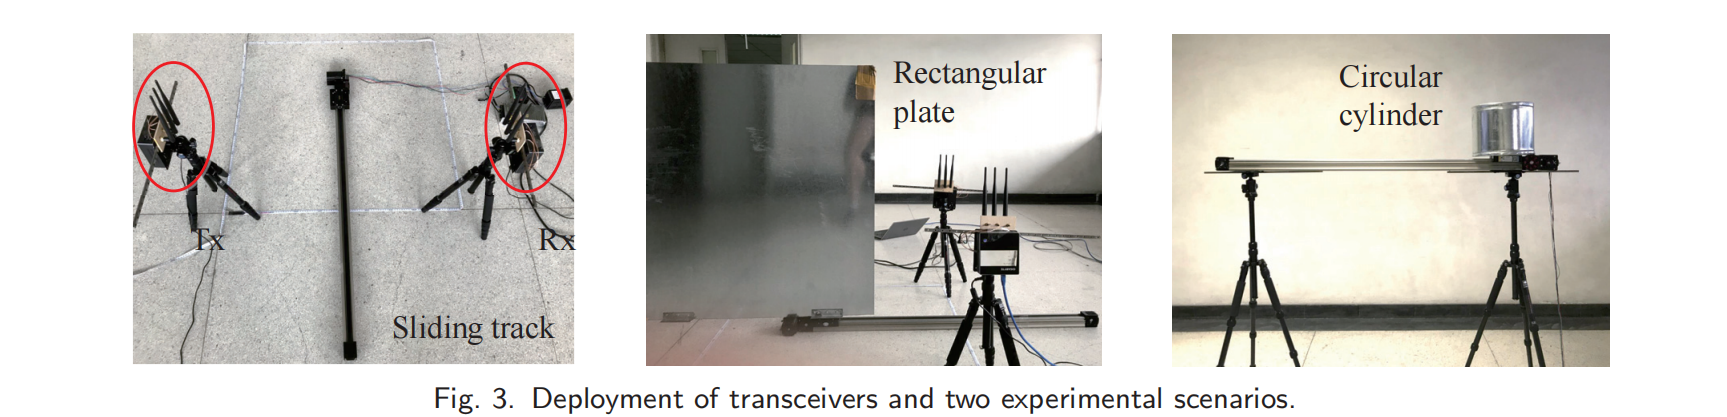 Tx
Rx
Sliding track
Rectangular
plate
Circular
cylinder
Fig. 3. Deployment of transceivers and two experimental scenarios.